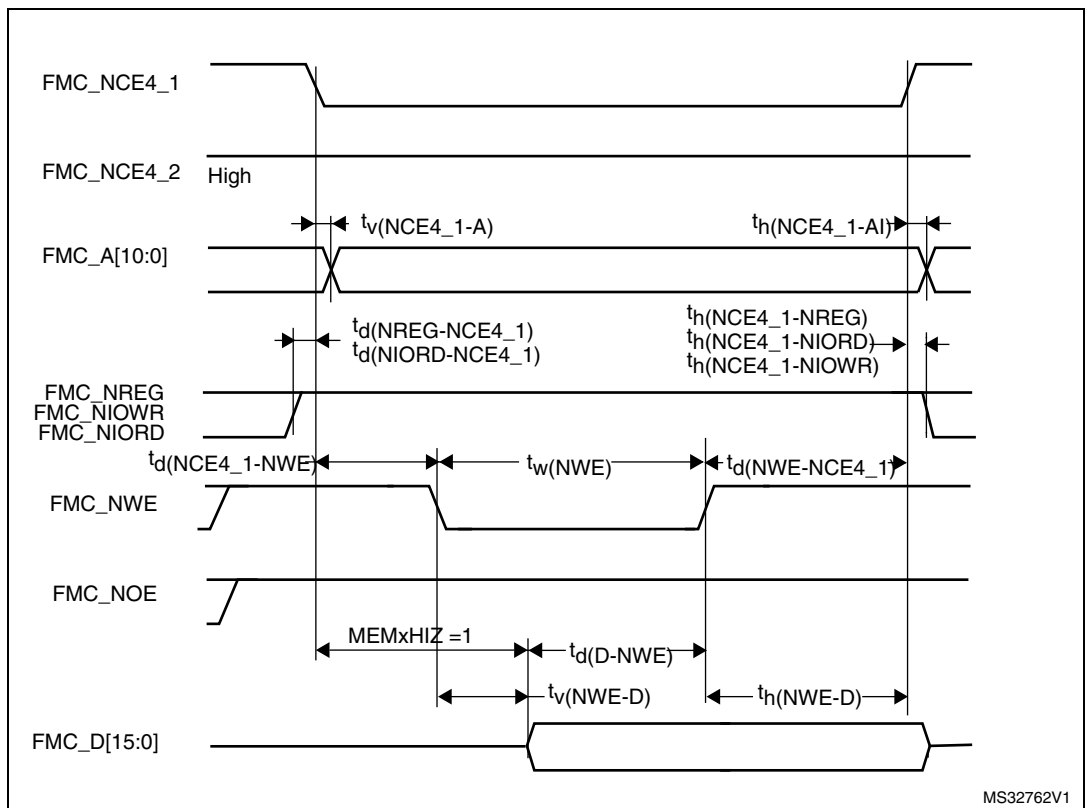 FMC_NCE4_1
FMC_NCE4_2 High
tv(NCE4_1-A)
th(NCE4_1-AI)
FMC_A[10:0]
td(NREG-NCE4_1)
td(NIORD-NCE4_1)
th(NCE4_1-NREG)
th(NCE4_1-NIORD)
th(NCE4_1-NIOWR)
FMC_NREG
FMC_NIOWR
FMC_NIORD
td(NCE4_1-NWE)
tw(NWE)
td(NWE-NCE4_1)
FMC_NWE
FMC_NOE
MEMxHIZ =1
td(D-NWE)
tv(NWE-D)
th(NWE-D)
FMC_D[15:0]
MS32762V1